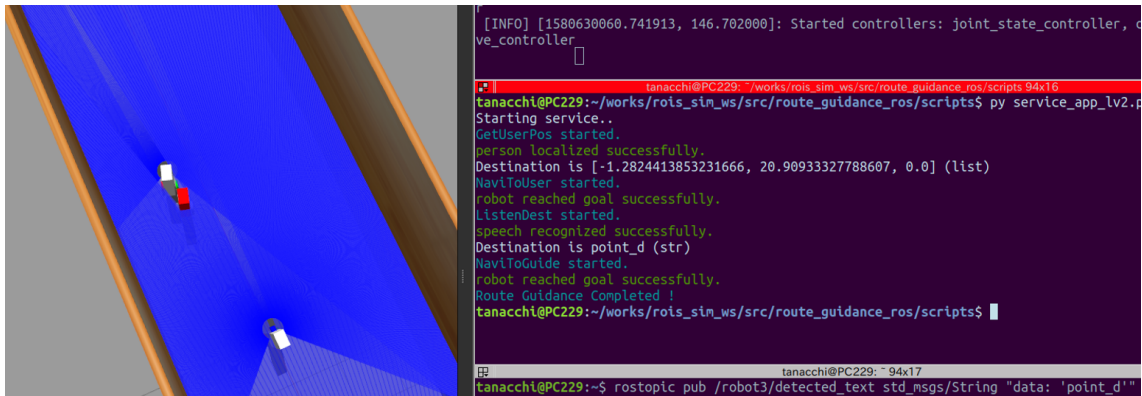 [INFO] [1580630060.741913, 146.702000]: Started controllers: joint_state_controller,
ve_controller
tanacchi@PC229: ~/works/rois_sim_ws/src/route_guidance_ros/scripts 94x16
tanacchi@PC229:~/works/rois_sim_ws/src/route_guidance_ros/scripts$ py service_app_lv2.p
Starting service..
GetUserPos started.
person localized successfully.
Destination is [-1.2824413853231666, 20.90933327788607, 0.0] (list)
NaviToUser started.
robot reached goal successfully.
ListenDest started.
speech recognized successfully.
Destination is point_d (str)
NaviToGuide started.
robot reached goal successfully.
Route Guidance Completed !
tanacchi@PC229:~/works/rois_sim_ws/src/route_guidance_ros/scripts$
tanacchi@PC229: ~ 94x17
tanacchi@PC229:~$ rostopic pub /robot3/detected_text std_msgs/String "data: 'point_d'"